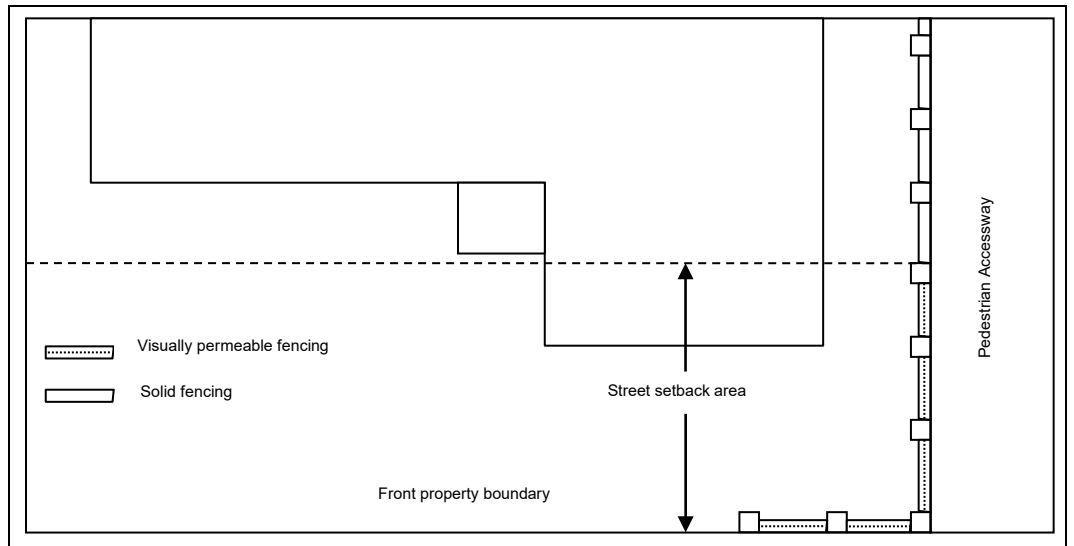 Pedestrian Accessway
Visually permeable fencing
Solid fencing
Street setback area
Front property boundary